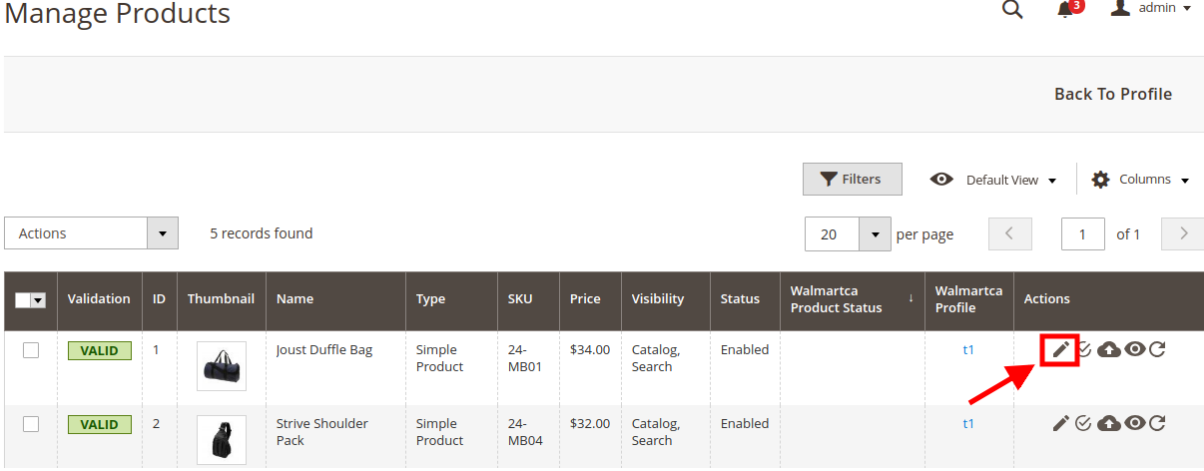 Manage Products
3
admin
Back To Profile
Filters
Default View
Columns
Actions
5 records found
20
per page
1
of 1
Validation ID Thumbnail Name Type SKU Price Visibility Status Walmartca Product Status ↓ Walmartca Profile Actions
VALID 1 Joust Duffle Bag Simple Product 24-MB01 $34.00 Catalog, Search Enabled t1
VALID 2 Strive Shoulder Pack Simple Product 24-MB04 $32.00 Catalog, Search Enabled t1